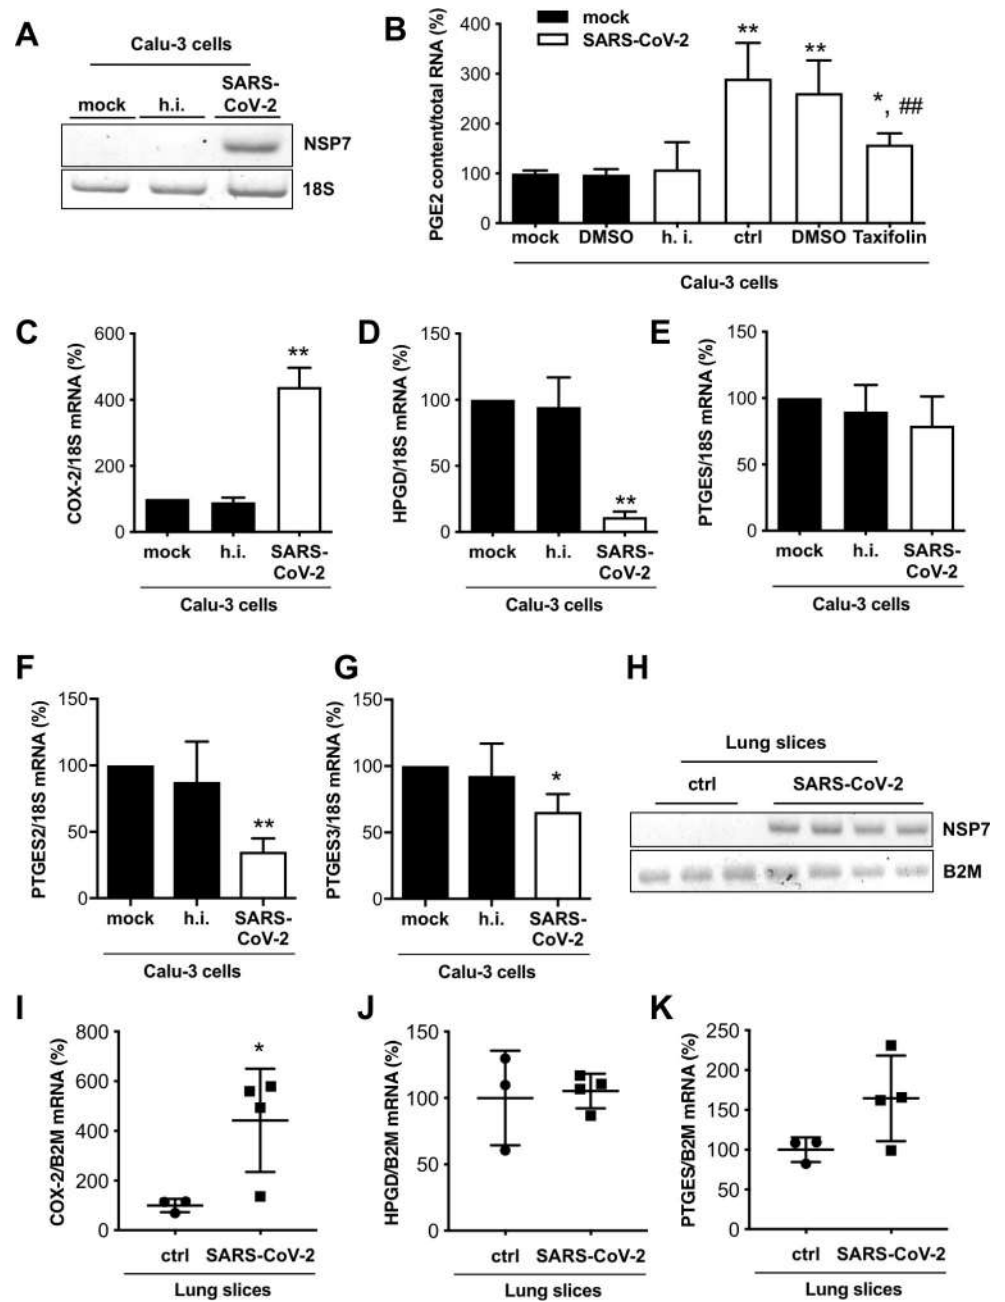 A
Calu-3 cells
mock h.i. SARS-
CoV-2
NSP7
18S
B
PGE2 content/total RNA (%)
400
300
200
100
0
mock
SARS-CoV-2
**
**
*, ##
mock DMSO h. i. ctrl DMSO Taxifolin
Calu-3 cells
C
COX-2/18S mRNA (%)
600
400
200
0
**
mock h.i. SARS-
CoV-2
Calu-3 cells
D
HPGD/18S mRNA (%)
150
100
50
0
**
mock h.i. SARS-
CoV-2
Calu-3 cells
E
PTGES/18S mRNA (%)
150
100
50
0
mock h.i. SARS-
CoV-2
Calu-3 cells
F
PTGES2/18S mRNA (%)
150
100
50
0
**
mock h.i. SARS-
CoV-2
Calu-3 cells
G
PTGES3/18S mRNA (%)
150
100
50
0
*
mock h.i. SARS-
CoV-2
Calu-3 cells
H
Lung slices
ctrl SARS-CoV-2
NSP7
B2M
I
COX-2/B2M mRNA (%)
800
600
400
200
0
*
ctrl SARS-CoV-2
Lung slices
J
HPGD/B2M mRNA (%)
150
100
50
0
ctrl SARS-CoV-2
Lung slices
K
PTGES/B2M mRNA (%)
250
200
150
100
50
0
ctrl SARS-CoV-2
Lung slices